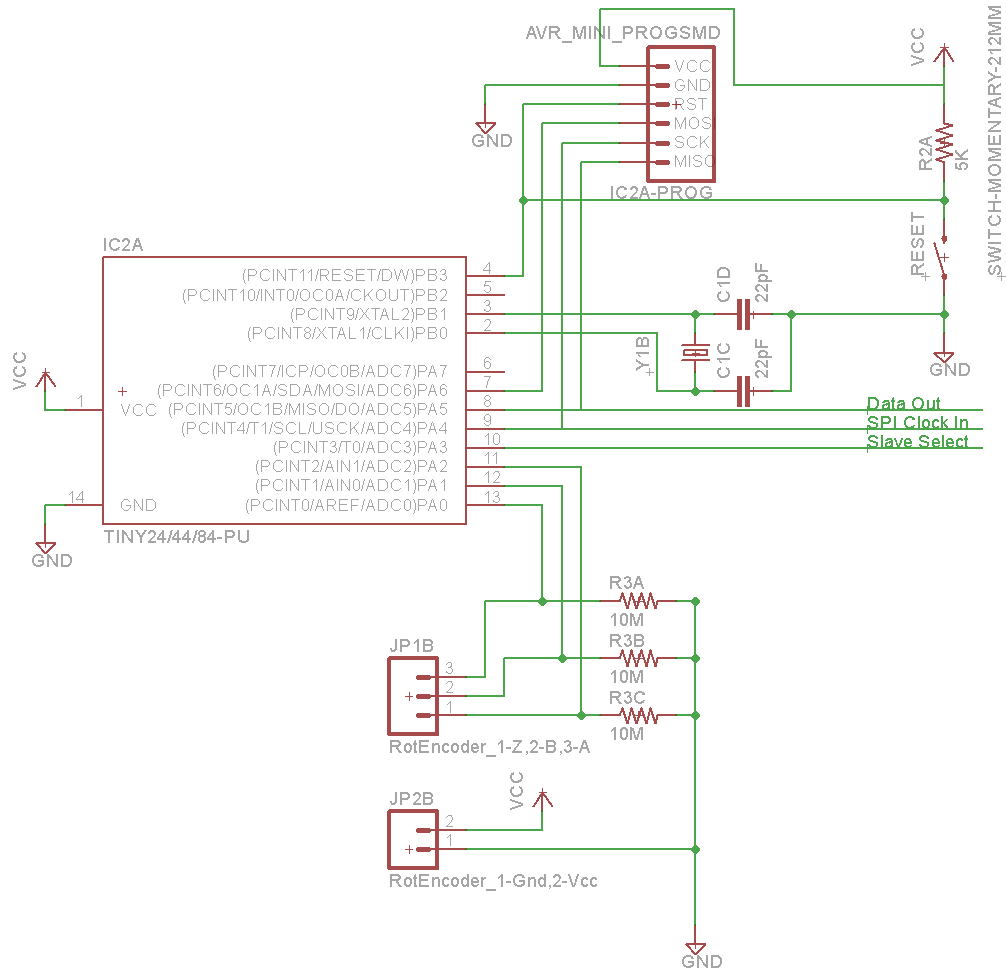 AVR_MINI_PROGSMD
VCC
GND
RST
MOSI
SCK
MISO
IC2A-PROG
GND
VCC
R2A
5K
SWITCH-MOMENTARY-212MM
RESET
GND
IC2A
(PCINT11/RESET/DW)PB3
4
(PCINT10/INT0/OC0A/CKOUT)PB2
5
(PCINT9/XTAL2)PB1
3
(PCINT8/XTAL1/CLKI)PB0
2
(PCINT7/ICP/OC0B/ADC7)PA7
6
(PCINT6/OC1A/SDA/MOSI/ADC6)PA6
7
(PCINT5/OC1B/MISO/DO/ADC5)PA5
8
(PCINT4/T1/SCL/USCK/ADC4)PA4
9
(PCINT3/T0/ADC3)PA3
10
(PCINT2/AIN1/ADC2)PA2
11
(PCINT1/AIN0/ADC1)PA1
12
(PCINT0/AREF/ADC0)PA0
13
VCC
1
VCC
14
GND
GND
TINY24/44/84-PU
C1D
22pF
Y1B
C1C
22pF
Data Out
SPI Clock In
Slave Select
R3A
10M
R3B
10M
R3C
10M
JP1B
3
2
1
RotEncoder_1-Z,2-B,3-A
JP2B
VCC
2
1
RotEncoder_1-Gnd,2-Vcc
GND